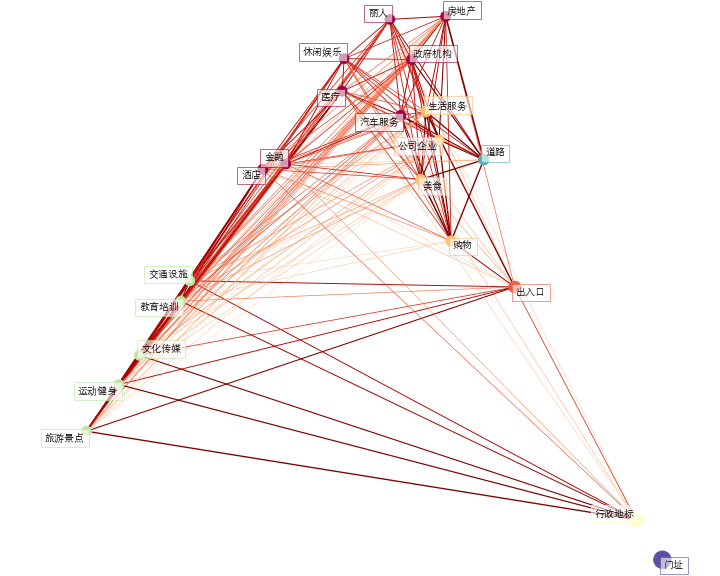 房地产
丽人
休闲娱乐
政府机构
医疗
生活服务
汽车服务
公司企业
道路
金融
酒店
美食
购物
交通设施
出入口
教育培训
文化传媒
运动健身
旅游景点
行政地标
门址